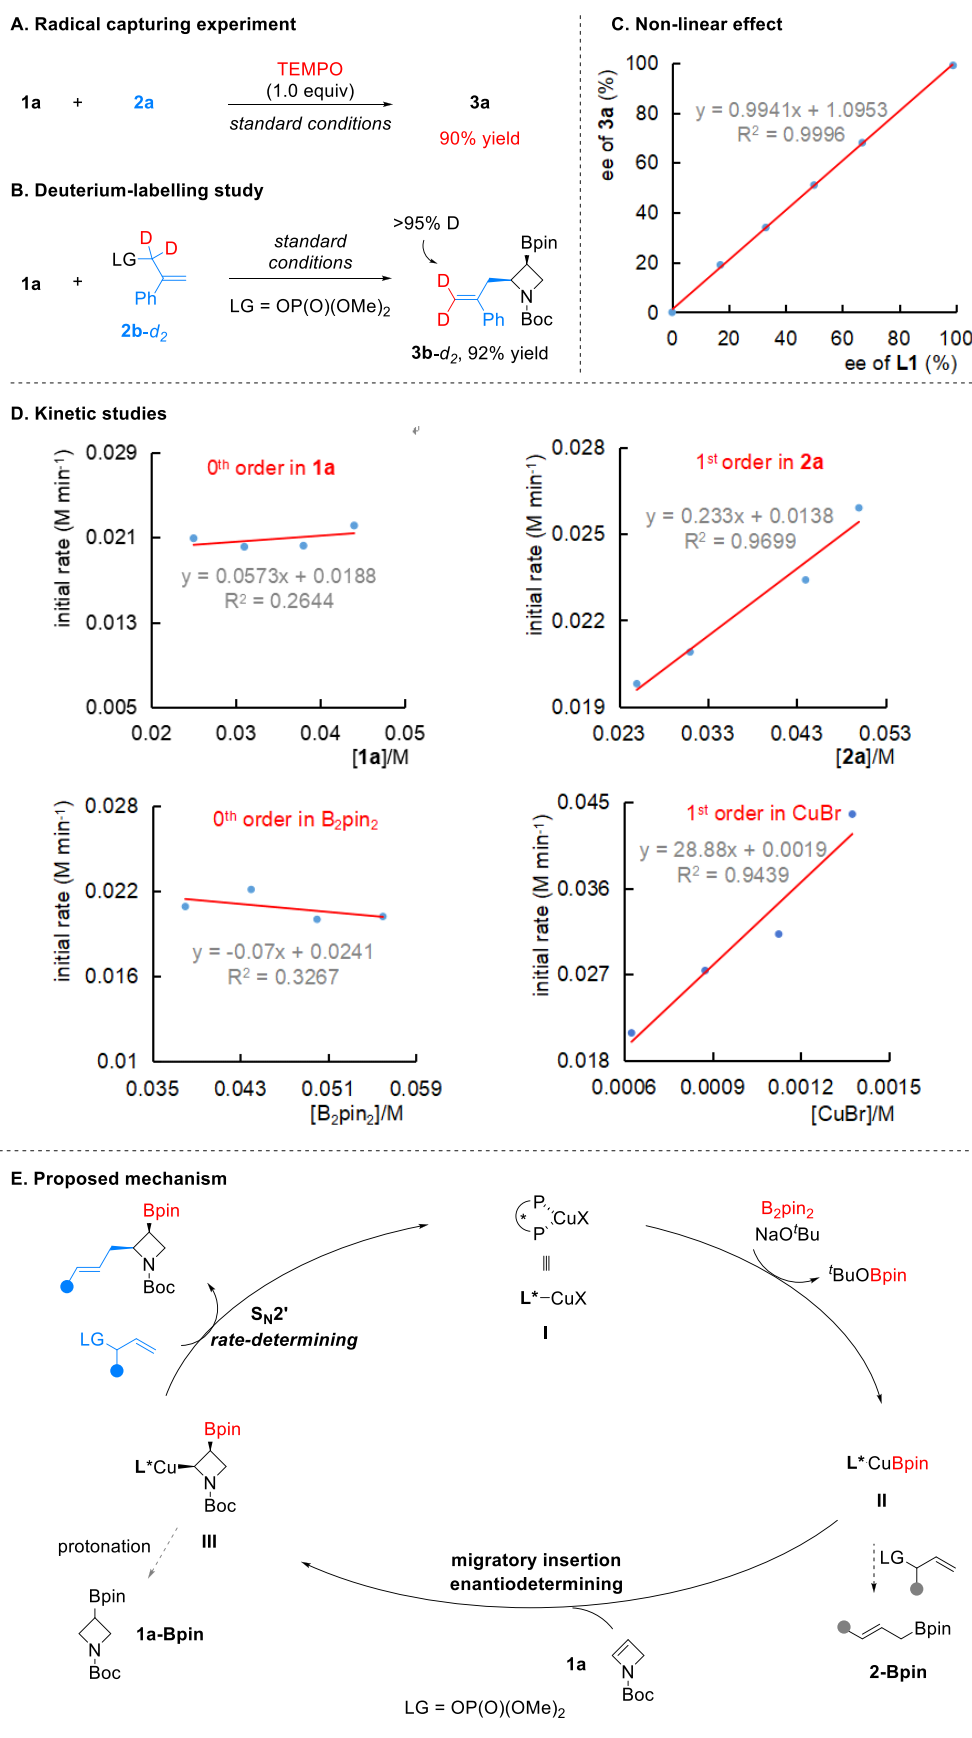 A. Radical capturing experiment
1a + 2a
TEMPO
(1.0 equiv)
standard conditions
3a
90% yield
B. Deuterium-labelling study
1a +
D
D
LG
Ph
2b-d₂
standard
conditions
LG = OP(O)(OMe)₂
>95% D
D
D
Ph
Bpin
N
Boc
3b-d₂, 92% yield
C. Non-linear effect
ee of 3a (%)
100
80
60
40
20
0
y = 0.9941x + 1.0953
R² = 0.9996
0 20 40 60 80 100
ee of L1 (%)
D. Kinetic studies
initial rate (M min⁻¹)
0.029
0.021
0.013
0.005
0ᵗʰ order in 1a
y = 0.0573x + 0.0188
R² = 0.2644
0.02 0.03 0.04 0.05
[1a]/M
initial rate (M min⁻¹)
0.028
0.025
0.022
0.019
1ˢᵗ order in 2a
y = 0.233x + 0.0138
R² = 0.9699
0.023 0.033 0.043 0.053
[2a]/M
initial rate (M min⁻¹)
0.028
0.022
0.016
0.01
0ᵗʰ order in B₂pin₂
y = -0.07x + 0.0241
R² = 0.3267
0.035 0.043 0.051 0.059
[B₂pin₂]/M
initial rate (M min⁻¹)
0.045
0.036
0.027
0.018
1ˢᵗ order in CuBr
y = 28.88x + 0.0019
R² = 0.9439
0.0006 0.0009 0.0012 0.0015
[CuBr]/M
E. Proposed mechanism
Bpin
N
Boc
LG
S_N2'
rate-determining
P
*
CuX
P
L*–CuX
I
B₂pin₂
NaOᵗBu
ᵗBuOBpin
Bpin
L*Cu
N
Boc
III
protonation
Bpin
N
Boc
1a-Bpin
L*CuBpin
II
LG
Bpin
2-Bpin
migratory insertion
enantiodetermining
1a
N
Boc
LG = OP(O)(OMe)₂